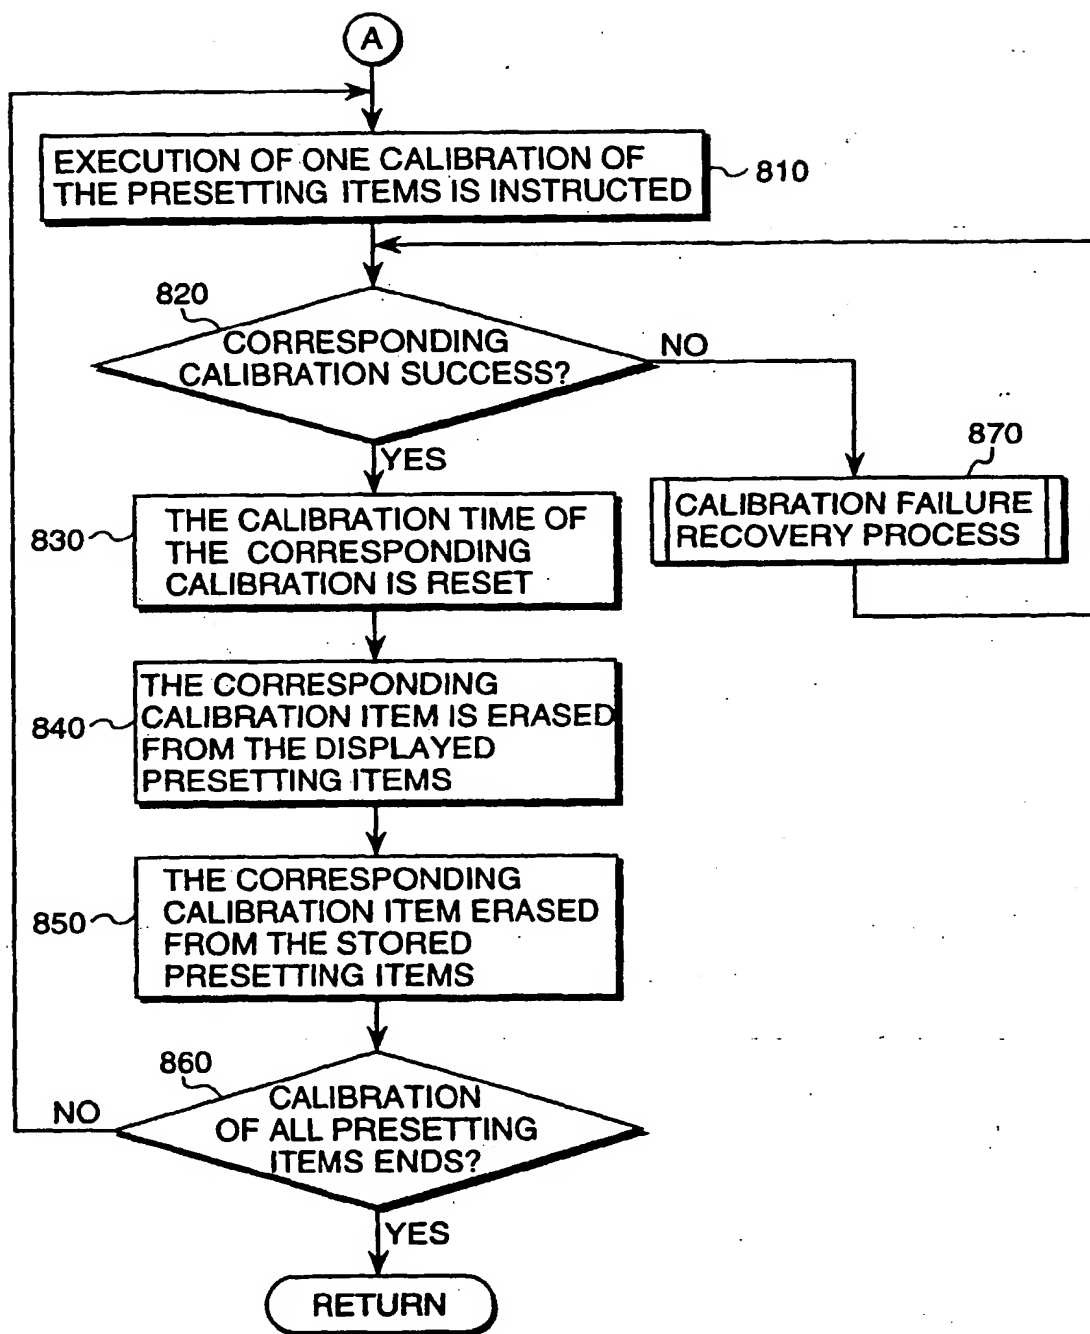 A
EXECUTION OF ONE CALIBRATION OF
THE PRESETTING ITEMS IS INSTRUCTED
810
820
CORRESPONDING
CALIBRATION SUCCESS?
NO
YES
870
CALIBRATION FAILURE
RECOVERY PROCESS
830
THE CALIBRATION TIME OF
THE CORRESPONDING
CALIBRATION IS RESET
840
THE CORRESPONDING
CALIBRATION ITEM IS ERASED
FROM THE DISPLAYED
PRESETTING ITEMS
850
THE CORRESPONDING
CALIBRATION ITEM ERASED
FROM THE STORED
PRESETTING ITEMS
860
NO
CALIBRATION
OF ALL PRESETTING
ITEMS ENDS?
YES
RETURN